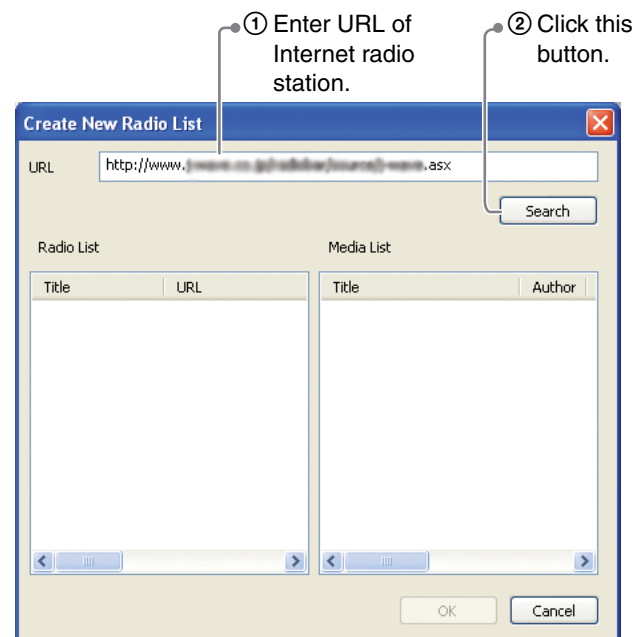 ① Enter URL of
Internet radio
station.
② Click this
button.
Create New Radio List
URL http://www. .asx
Search
Radio List Media List
Title URL Title Author
OK Cancel